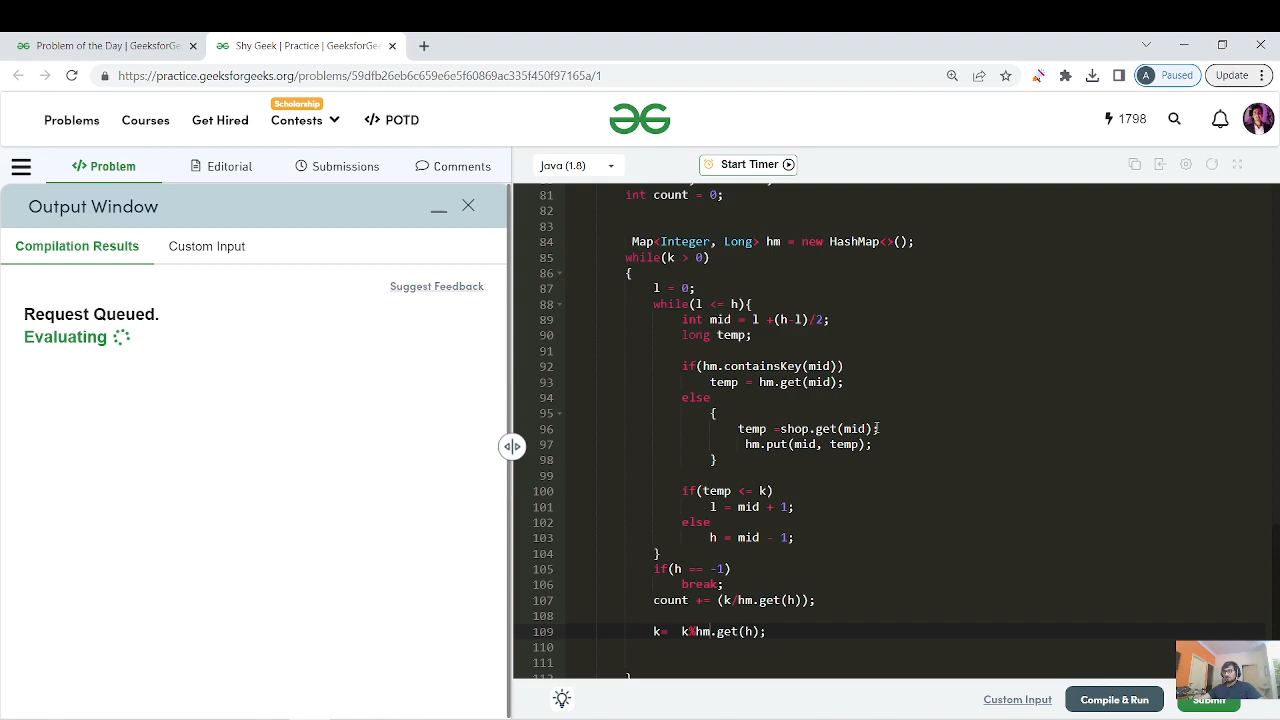 Problem of the Day | GeeksforGe
Shy Geek | Practice | GeeksforGe
https://practice.geeksforgeeks.org/problems/59dfb26eb6c659e6e5f60869ac335f450f97165a/1
A Paused
Update
Problems
Courses
Get Hired
Scholarship
Contests
</> POTD
1798
</> Problem
Editorial
Submissions
Comments
Java (1.8)
Start Timer
Output Window
Compilation Results
Custom Input
Suggest Feedback
Request Queued.
Evaluating
81 int count = 0;
82
83
84 Map<Integer, Long> hm = new HashMap<>();
85 while(k > 0)
86 {
87 l = 0;
88 while(l <= h){
89 int mid = l +(h-l)/2;
90 long temp;
91
92 if(hm.containsKey(mid))
93 temp = hm.get(mid);
94 else
95 {
96 temp =shop.get(mid);
97 hm.put(mid, temp);
98 }
99
100 if(temp <= k)
101 l = mid + 1;
102 else
103 h = mid - 1;
104 }
105 if(h == -1)
106 break;
107 count += (k/hm.get(h));
108
109 k= k%hm.get(h);
110
111
112 }
Custom Input
Compile & Run
Submit